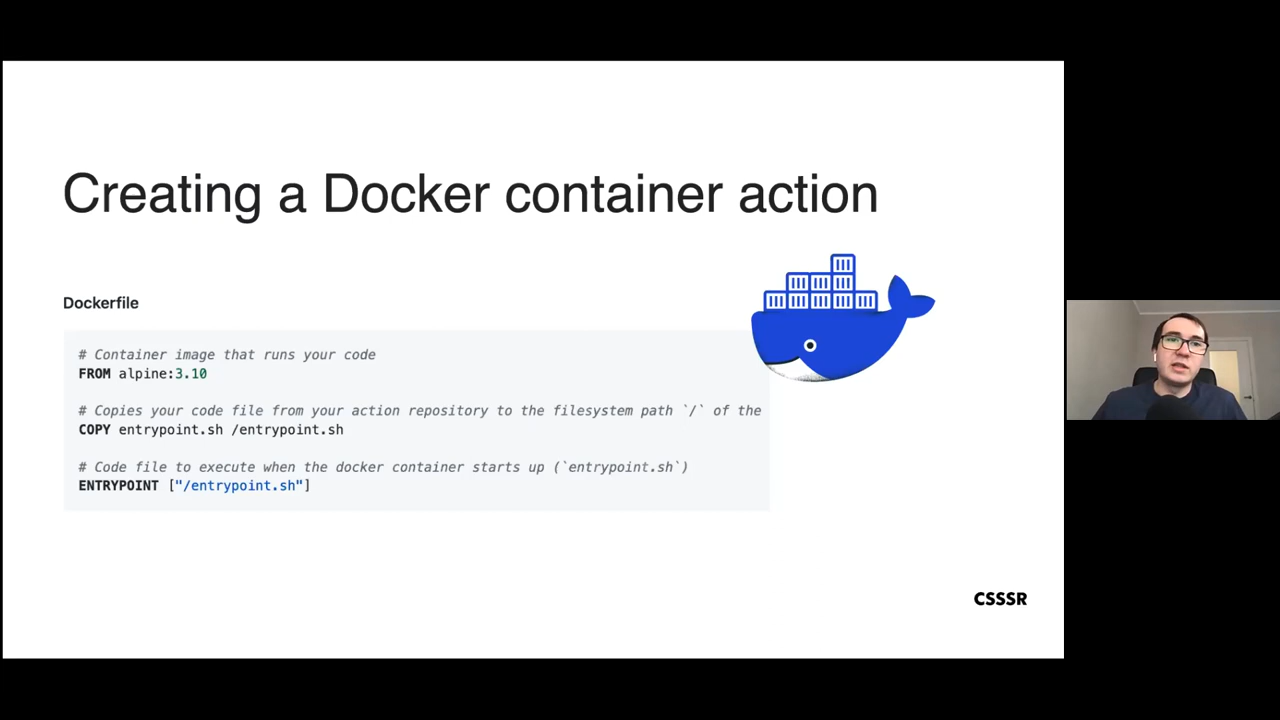 Creating a Docker container action
Dockerfile
# Container image that runs your code
FROM alpine:3.10
# Copies your code file from your action repository to the filesystem path `/` of the
COPY entrypoint.sh /entrypoint.sh
# Code file to execute when the docker container starts up (`entrypoint.sh`)
ENTRYPOINT ["/entrypoint.sh"]
CSSSR